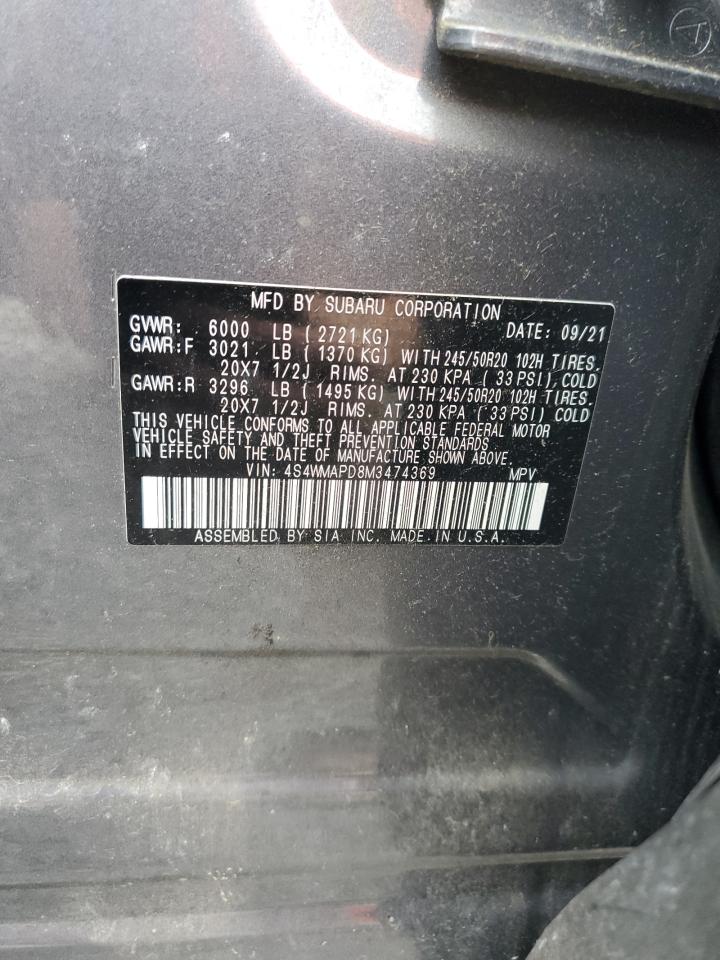 T
MFD BY SUBARU CORPORATION
GVWR: 6000 LB ( 2721 KG) DATE: 09/21
GAWR:F 3021 LB ( 1370 KG) WITH 245/50R20 102H TIRES,
20X7 1/2J RIMS. AT 230 KPA ( 33 PSI) COLD
GAWR:R 3296 LB ( 1495 KG) WITH 245/50R20 102H TIRES,
20X7 1/2J RIMS. AT 230 KPA ( 33 PSI) COLD
THIS VEHICLE CONFORMS TO ALL APPLICABLE FEDERAL MOTOR
VEHICLE SAFETY AND THEFT PREVENTION STANDARDS
IN EFFECT ON THE DATE OF MANUFACTURE SHOWN ABOVE.
VIN: 4S4WMAPD8M3474369 MPV
ASSEMBLED BY SIA INC. MADE IN U.S.A.